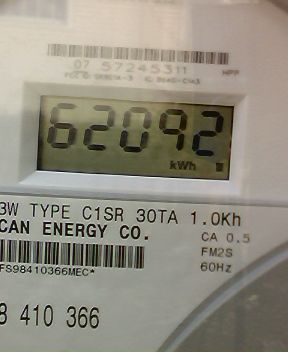 07 57245311
62092
kWh
3W TYPE C1SR 30TA 1.0Kh
CAN ENERGY CO.
CA 0.5
FM2S
60Hz
FS98410366MEC*
8 410 366